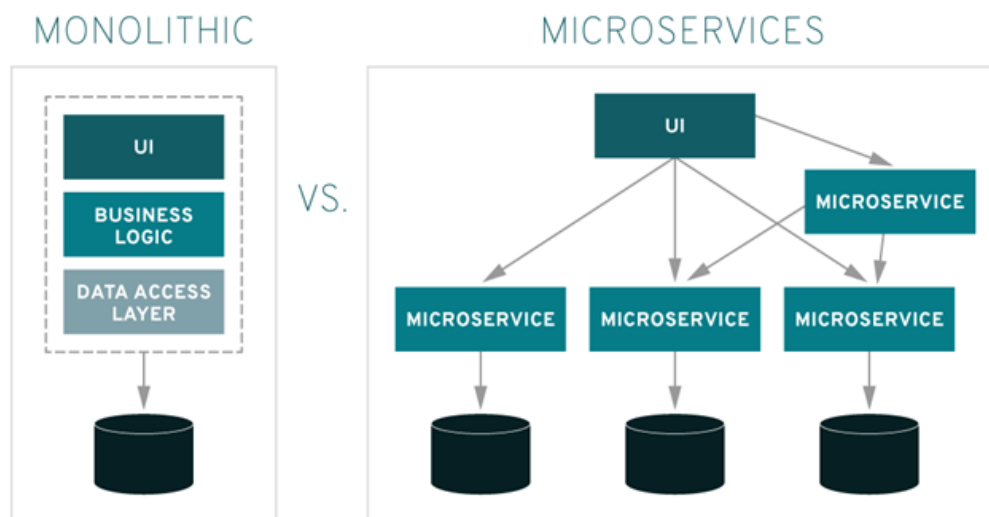 MONOLITHIC
UI
BUSINESS
LOGIC
DATA ACCESS
LAYER
VS.
MICROSERVICES
UI
MICROSERVICE
MICROSERVICE
MICROSERVICE
MICROSERVICE